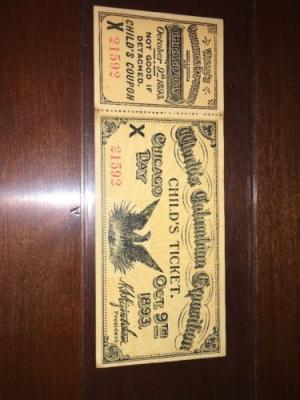 World's
Columbian Exposition
CHICAGO DAY
October 9th 1893.
NOT GOOD IF
DETACHED.
CHILD'S COUPON
X 21592
World's Columbian Exposition
CHILD'S TICKET.
CHICAGO
DAY
OCT. 9TH
1893.
President.
X 21592